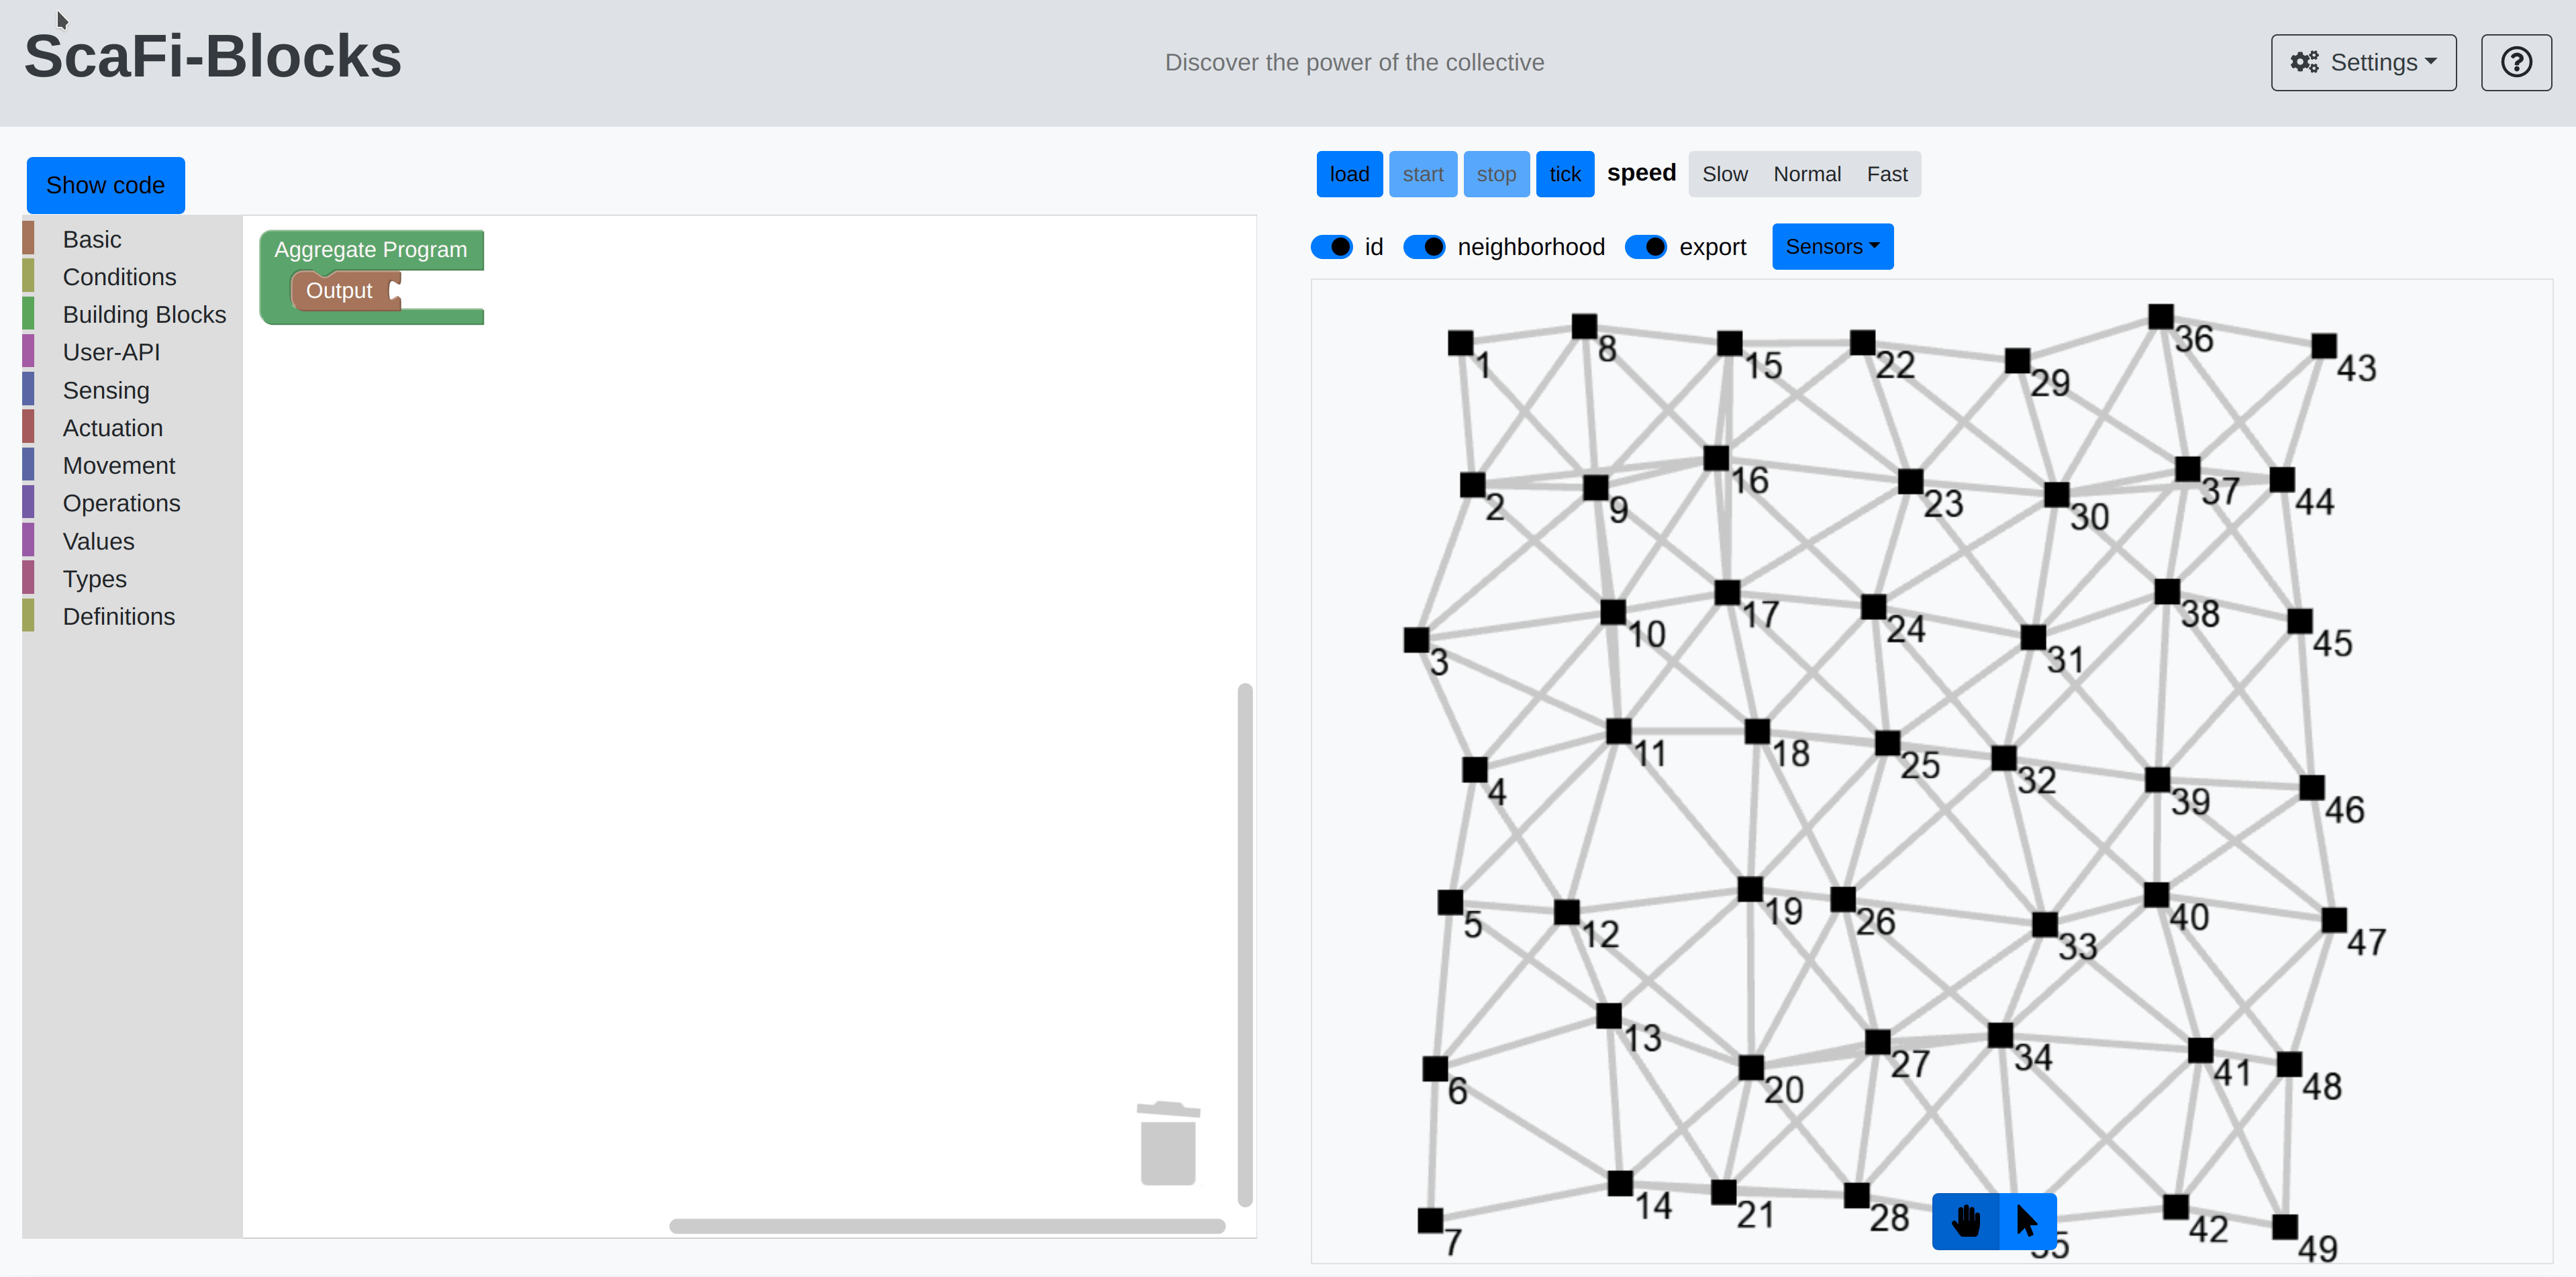 ScaFi-Blocks
Discover the power of the collective
Settings
Show code
load start stop tick speed Slow Normal Fast
id neighborhood export Sensors
Basic
Conditions
Building Blocks
User-API
Sensing
Actuation
Movement
Operations
Values
Types
Definitions
Aggregate Program
Output
1 8 15 22 29 36 43
2 9 16 23 30 37 44
3 10 17 24 31 38 45
4 11 18 25 32 39 46
5 12 19 26 33 40 47
6 13 20 27 34 41 48
7 14 21 28 35 42 49